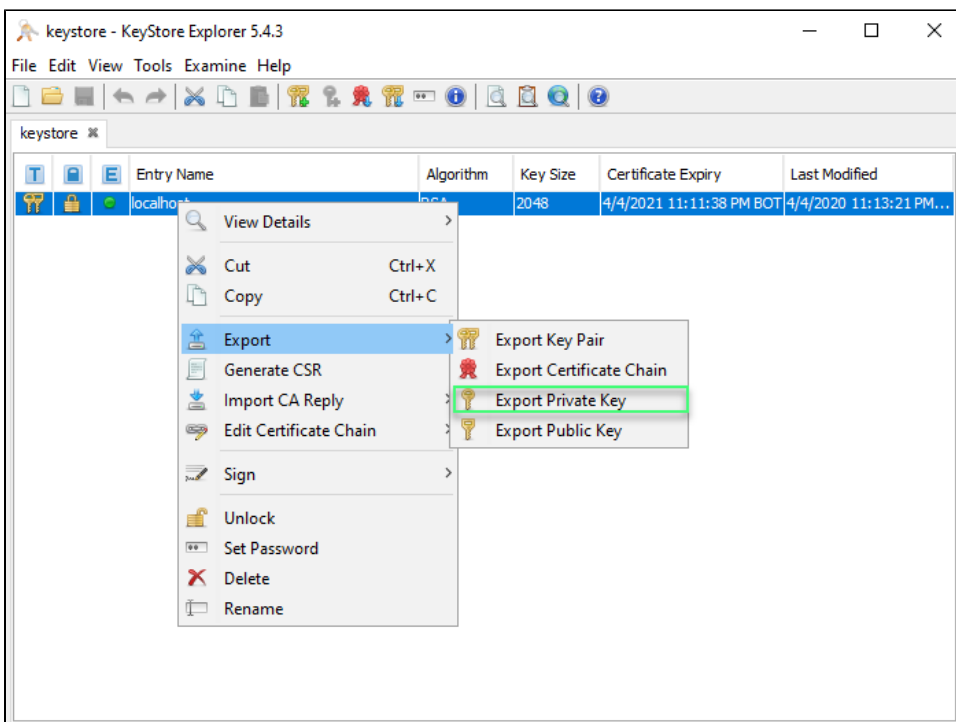 keystore - KeyStore Explorer 5.4.3
File Edit View Tools Examine Help
keystore
T E Entry Name Algorithm Key Size Certificate Expiry Last Modified
localhost RSA 2048 4/4/2021 11:11:38 PM BOT 4/4/2020 11:13:21 PM...
View Details
Cut Ctrl+X
Copy Ctrl+C
Export
Export Key Pair
Generate CSR
Export Certificate Chain
Import CA Reply
Export Private Key
Edit Certificate Chain
Export Public Key
Sign
Unlock
Set Password
Delete
Rename